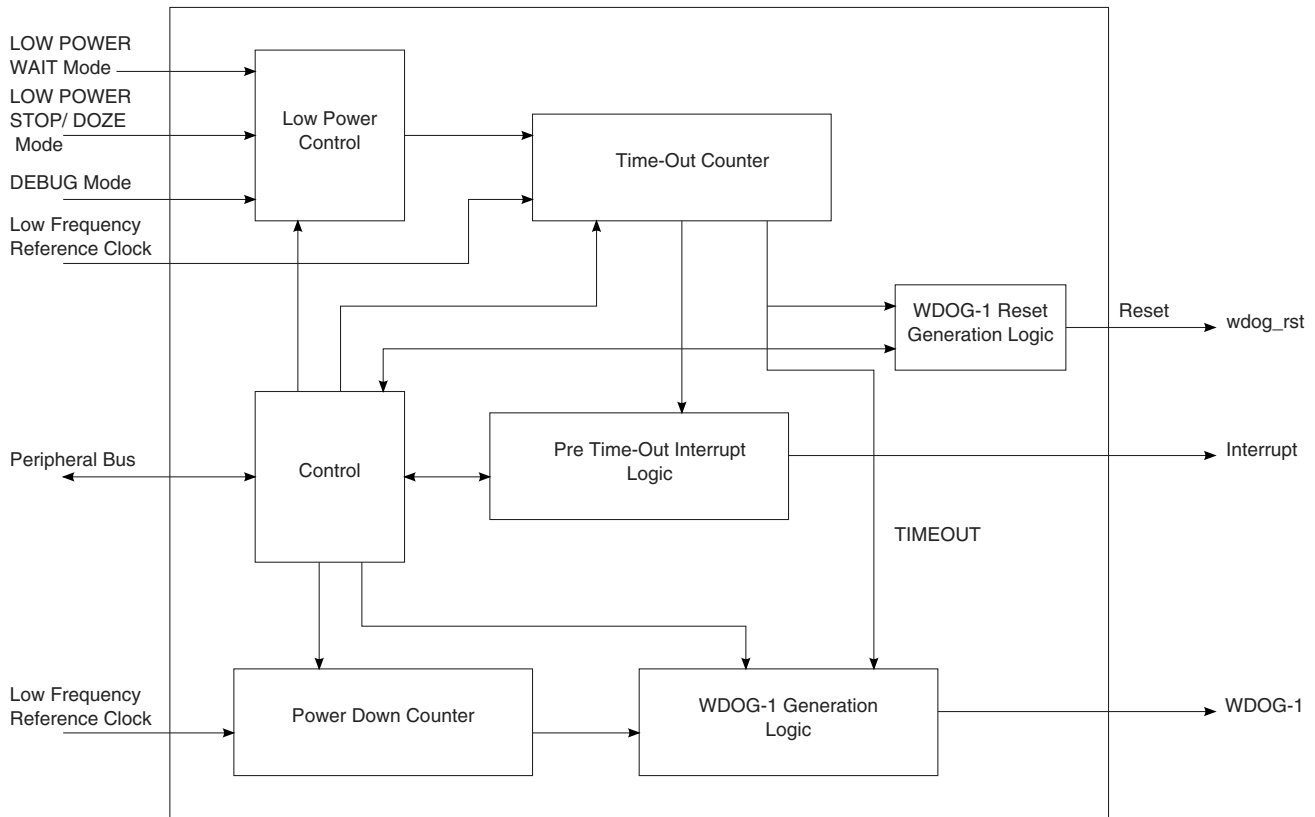 LOW POWER
WAIT Mode
LOW POWER
STOP/ DOZE
Mode
DEBUG Mode
Low Frequency
Reference Clock
Low Power
Control
Time-Out Counter
WDOG-1 Reset
Generation Logic
Reset
wdog_rst
Peripheral Bus
Control
Pre Time-Out Interrupt
Logic
Interrupt
TIMEOUT
Low Frequency
Reference Clock
Power Down Counter
WDOG-1 Generation
Logic
WDOG-1